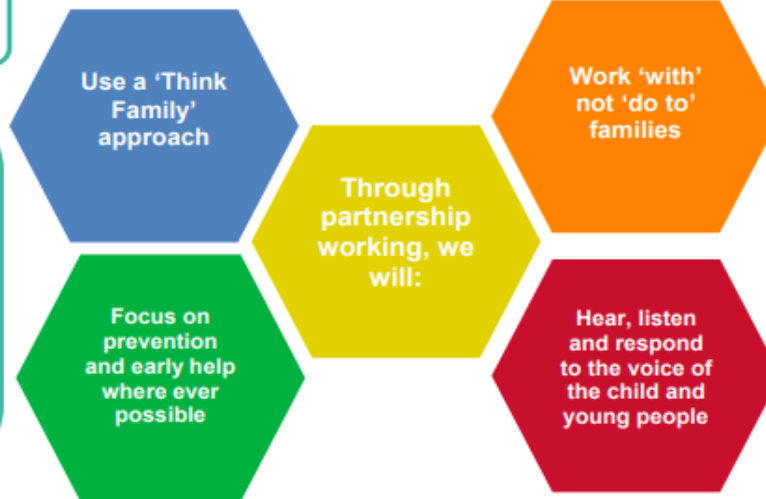 Use a ‘Think
Family’
approach
Work ‘with’
not ‘do to’
families
Through
partnership
working, we
will:
Focus on
prevention
and early help
where ever
possible
Hear, listen
and respond
to the voice of
the child and
young people